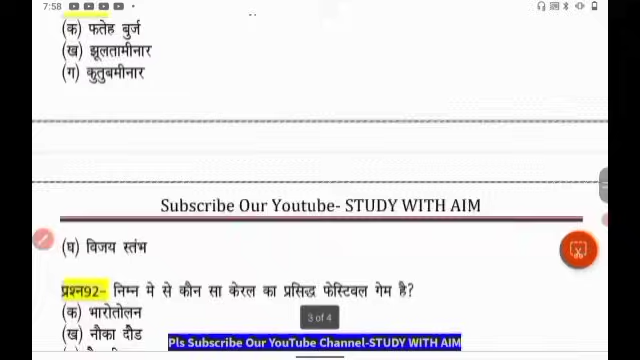 7:58
(क) फतेह बुर्ज
(ख) झूलतामीनार
(ग) कुतुबमीनार
Subscribe Our Youtube- STUDY WITH AIM
(घ) विजय स्तंभ
प्रश्न92- निम्न मे से कौन सा केरल का प्रसिद्ध फेस्टिवल गेम है?
(क) भारोतोलन
3 of 4
(ख) नौका दौड
Pls Subscribe Our YouTube Channel-STUDY WITH AIM